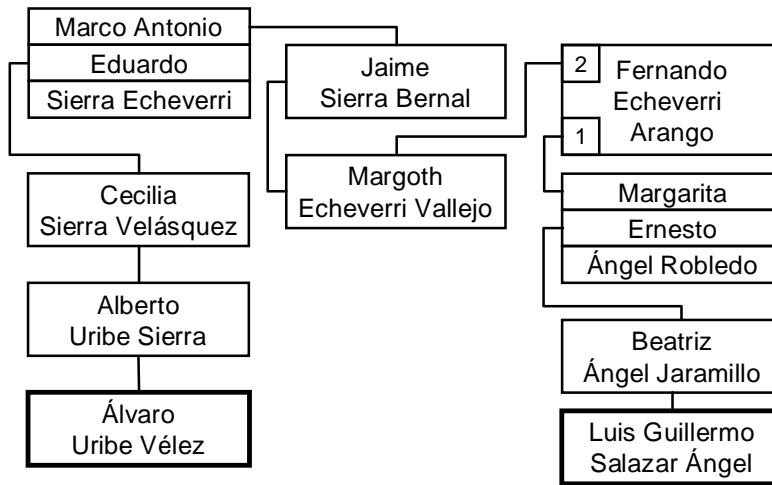 Marco Antonio
Eduardo
Sierra Echeverri
Jaime
Sierra Bernal
2
Fernando
Echeverri
Arango
1
Cecilia
Sierra Velásquez
Margoth
Echeverri Vallejo
Margarita
Ernesto
Ángel Robledo
Alberto
Uribe Sierra
Beatriz
Ángel Jaramillo
Álvaro
Uribe Vélez
Luis Guillermo
Salazar Ángel